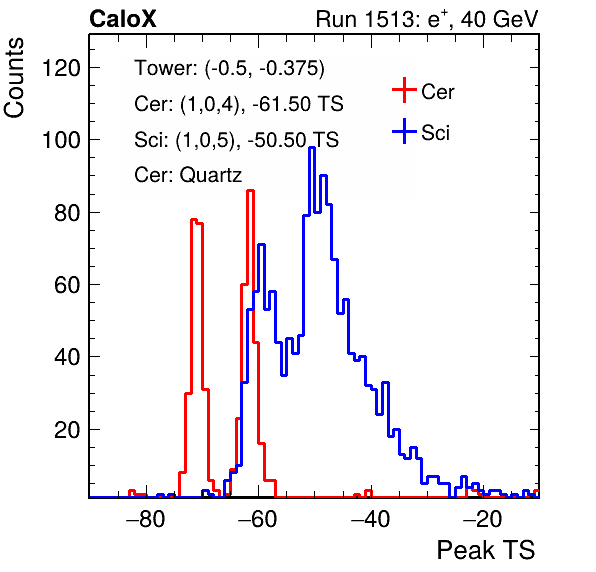 CaloX Run 1513: e⁺, 40 GeV
Counts
Tower: (-0.5, -0.375)
Cer: (1,0,4), -61.50 TS
Sci: (1,0,5), -50.50 TS
Cer: Quartz
Cer
Sci
120
100
80
60
40
20
−80 −60 −40 −20
Peak TS